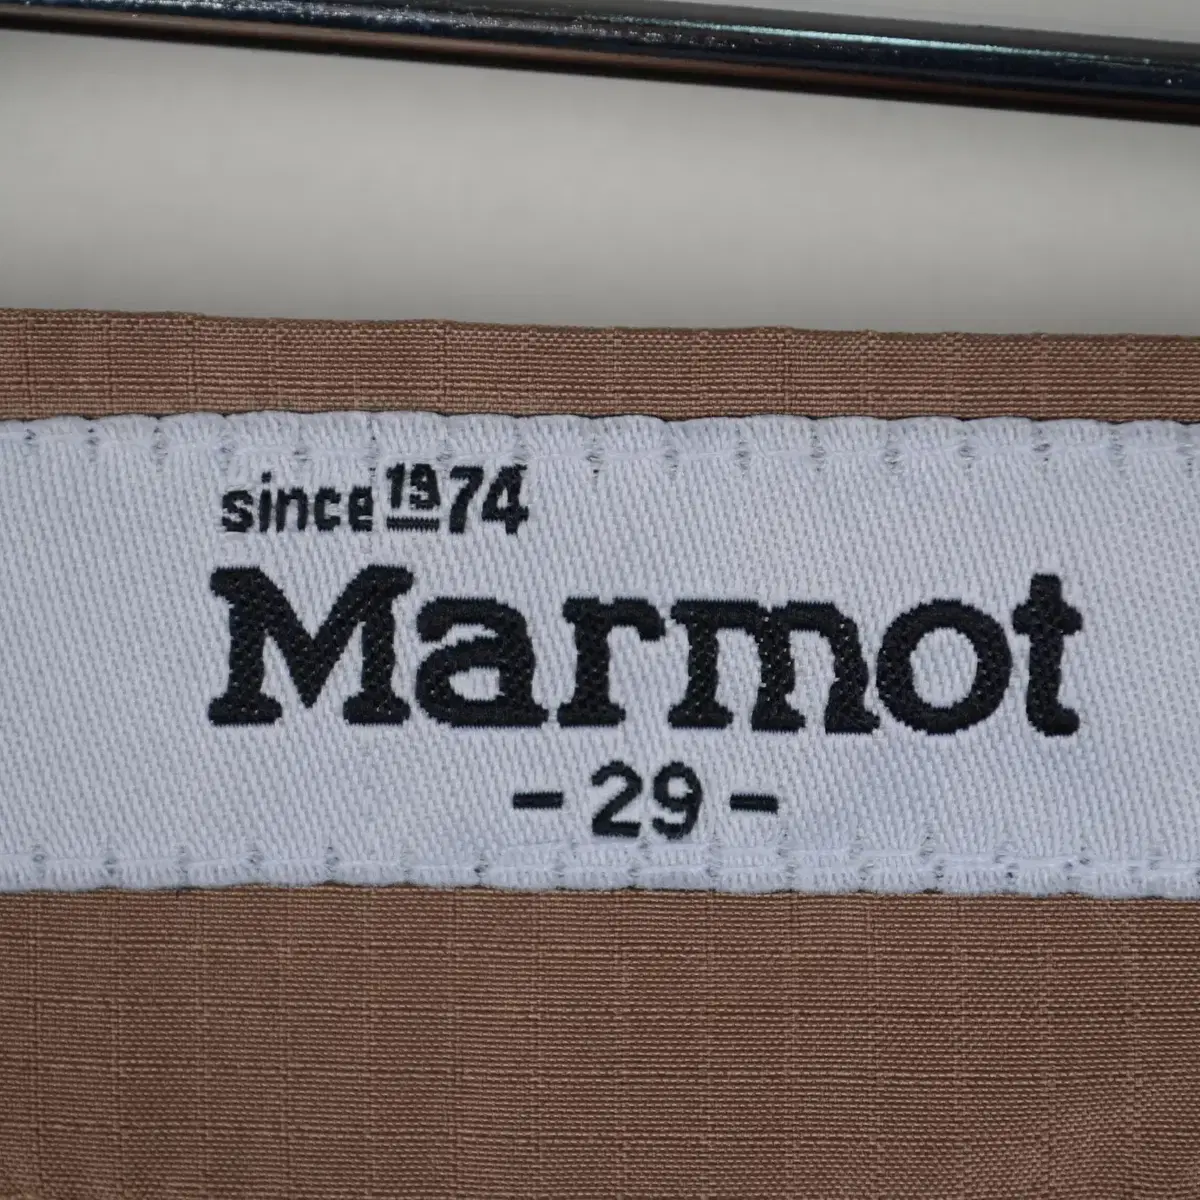 since 1974
Marmot
- 29 -